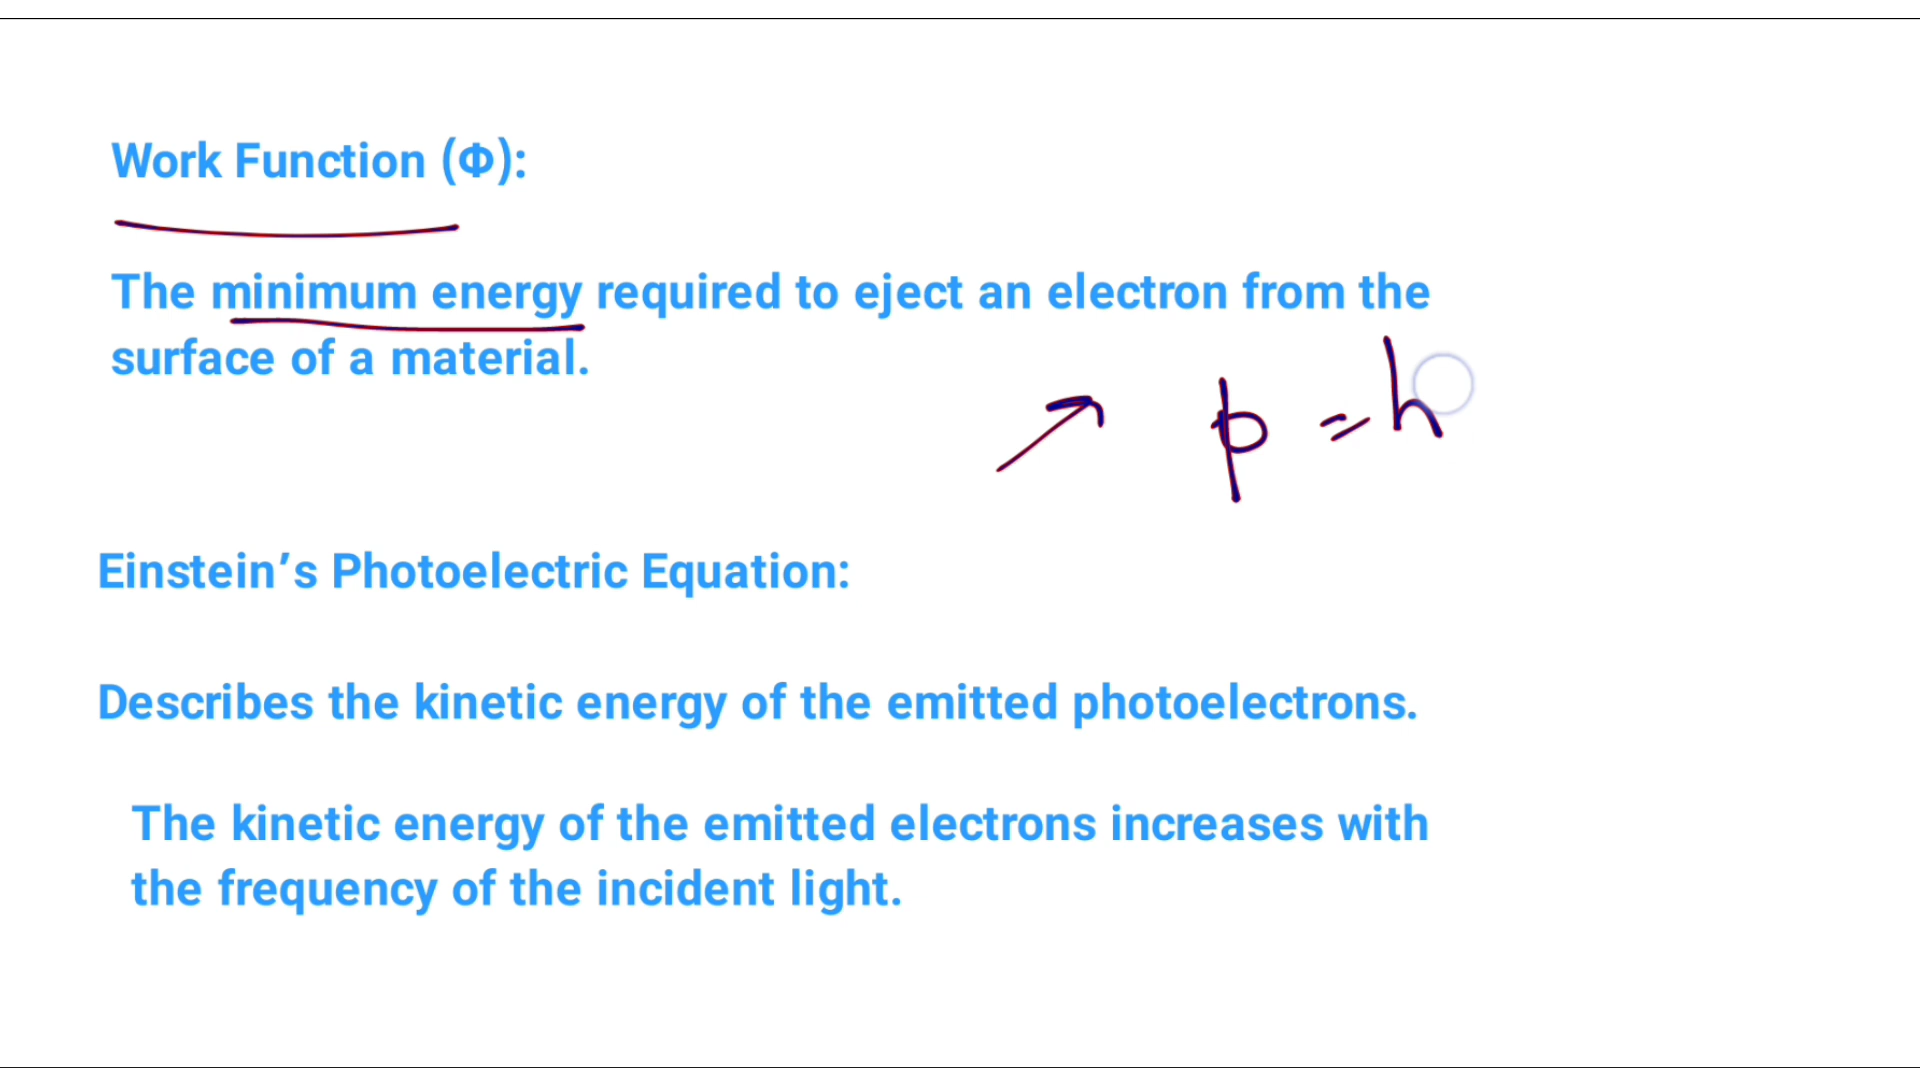 Work Function (Φ):
The minimum energy required to eject an electron from the
surface of a material.
p = h
Einstein’s Photoelectric Equation:
Describes the kinetic energy of the emitted photoelectrons.
The kinetic energy of the emitted electrons increases with
the frequency of the incident light.